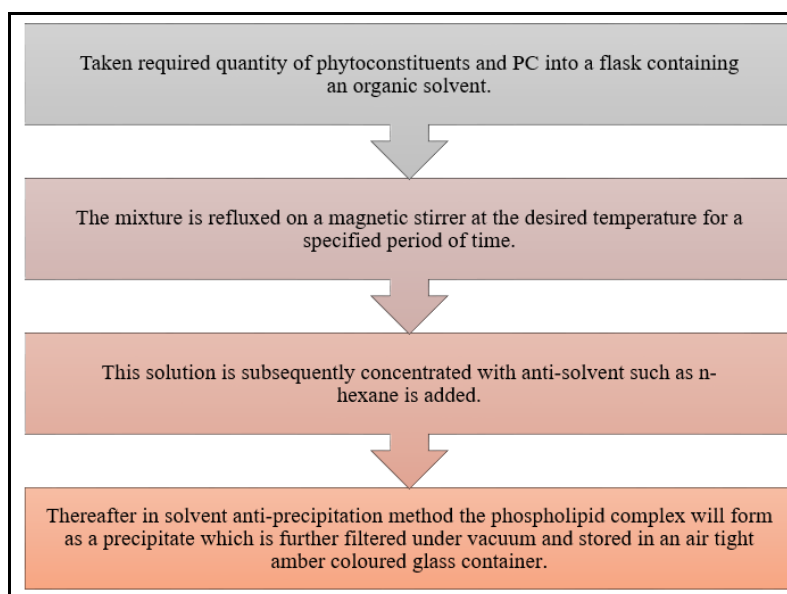 Taken required quantity of phytoconstituents and PC into a flask containing
an organic solvent.
The mixture is refluxed on a magnetic stirrer at the desired temperature for a
specified period of time.
This solution is subsequently concentrated with anti-solvent such as n-
hexane is added.
Thereafter in solvent anti-precipitation method the phospholipid complex will form
as a precipitate which is further filtered under vacuum and stored in an air tight
amber coloured glass container.